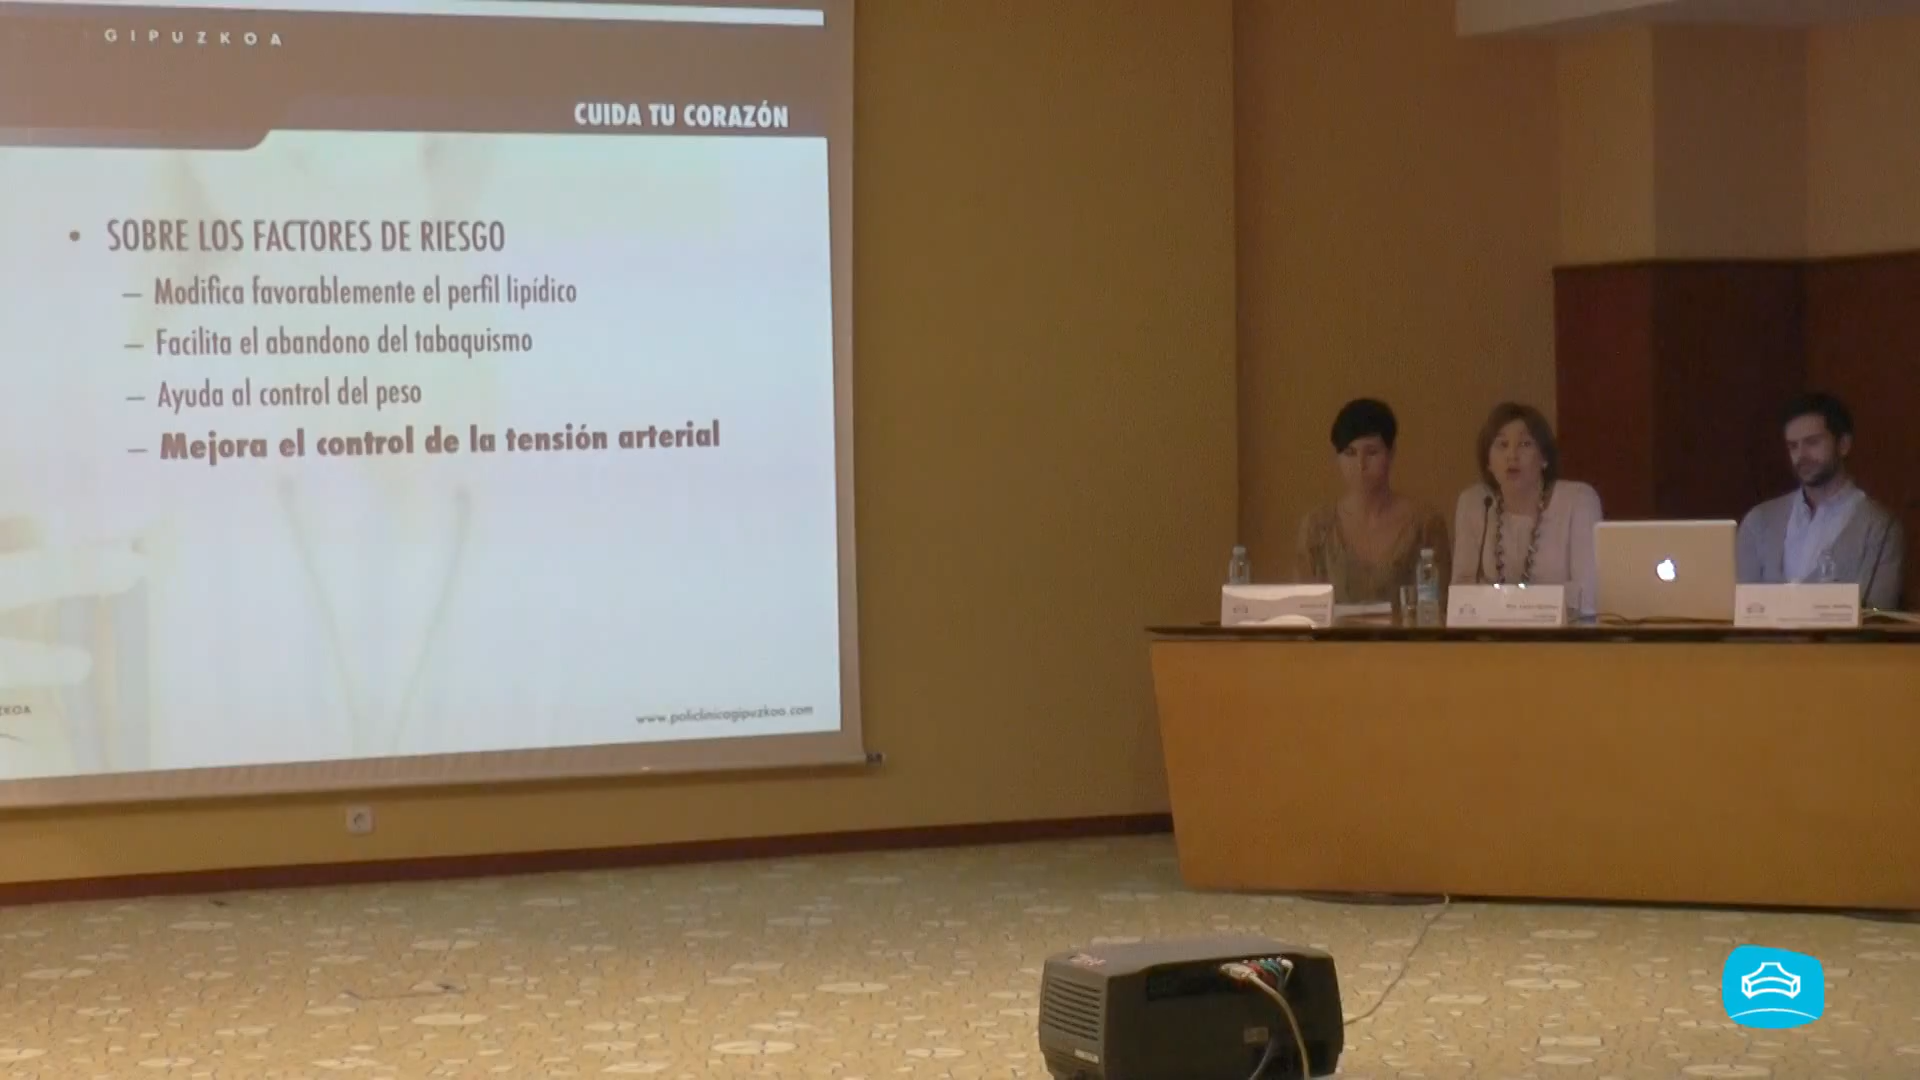 GIPUZKOA
CUIDA TU CORAZÓN
• SOBRE LOS FACTORES DE RIESGO
– Modifica favorablemente el perfil lipídico
– Facilita el abandono del tabaquismo
– Ayuda al control del peso
– Mejora el control de la tensión arterial
www.policlinicagipuzkoa.com